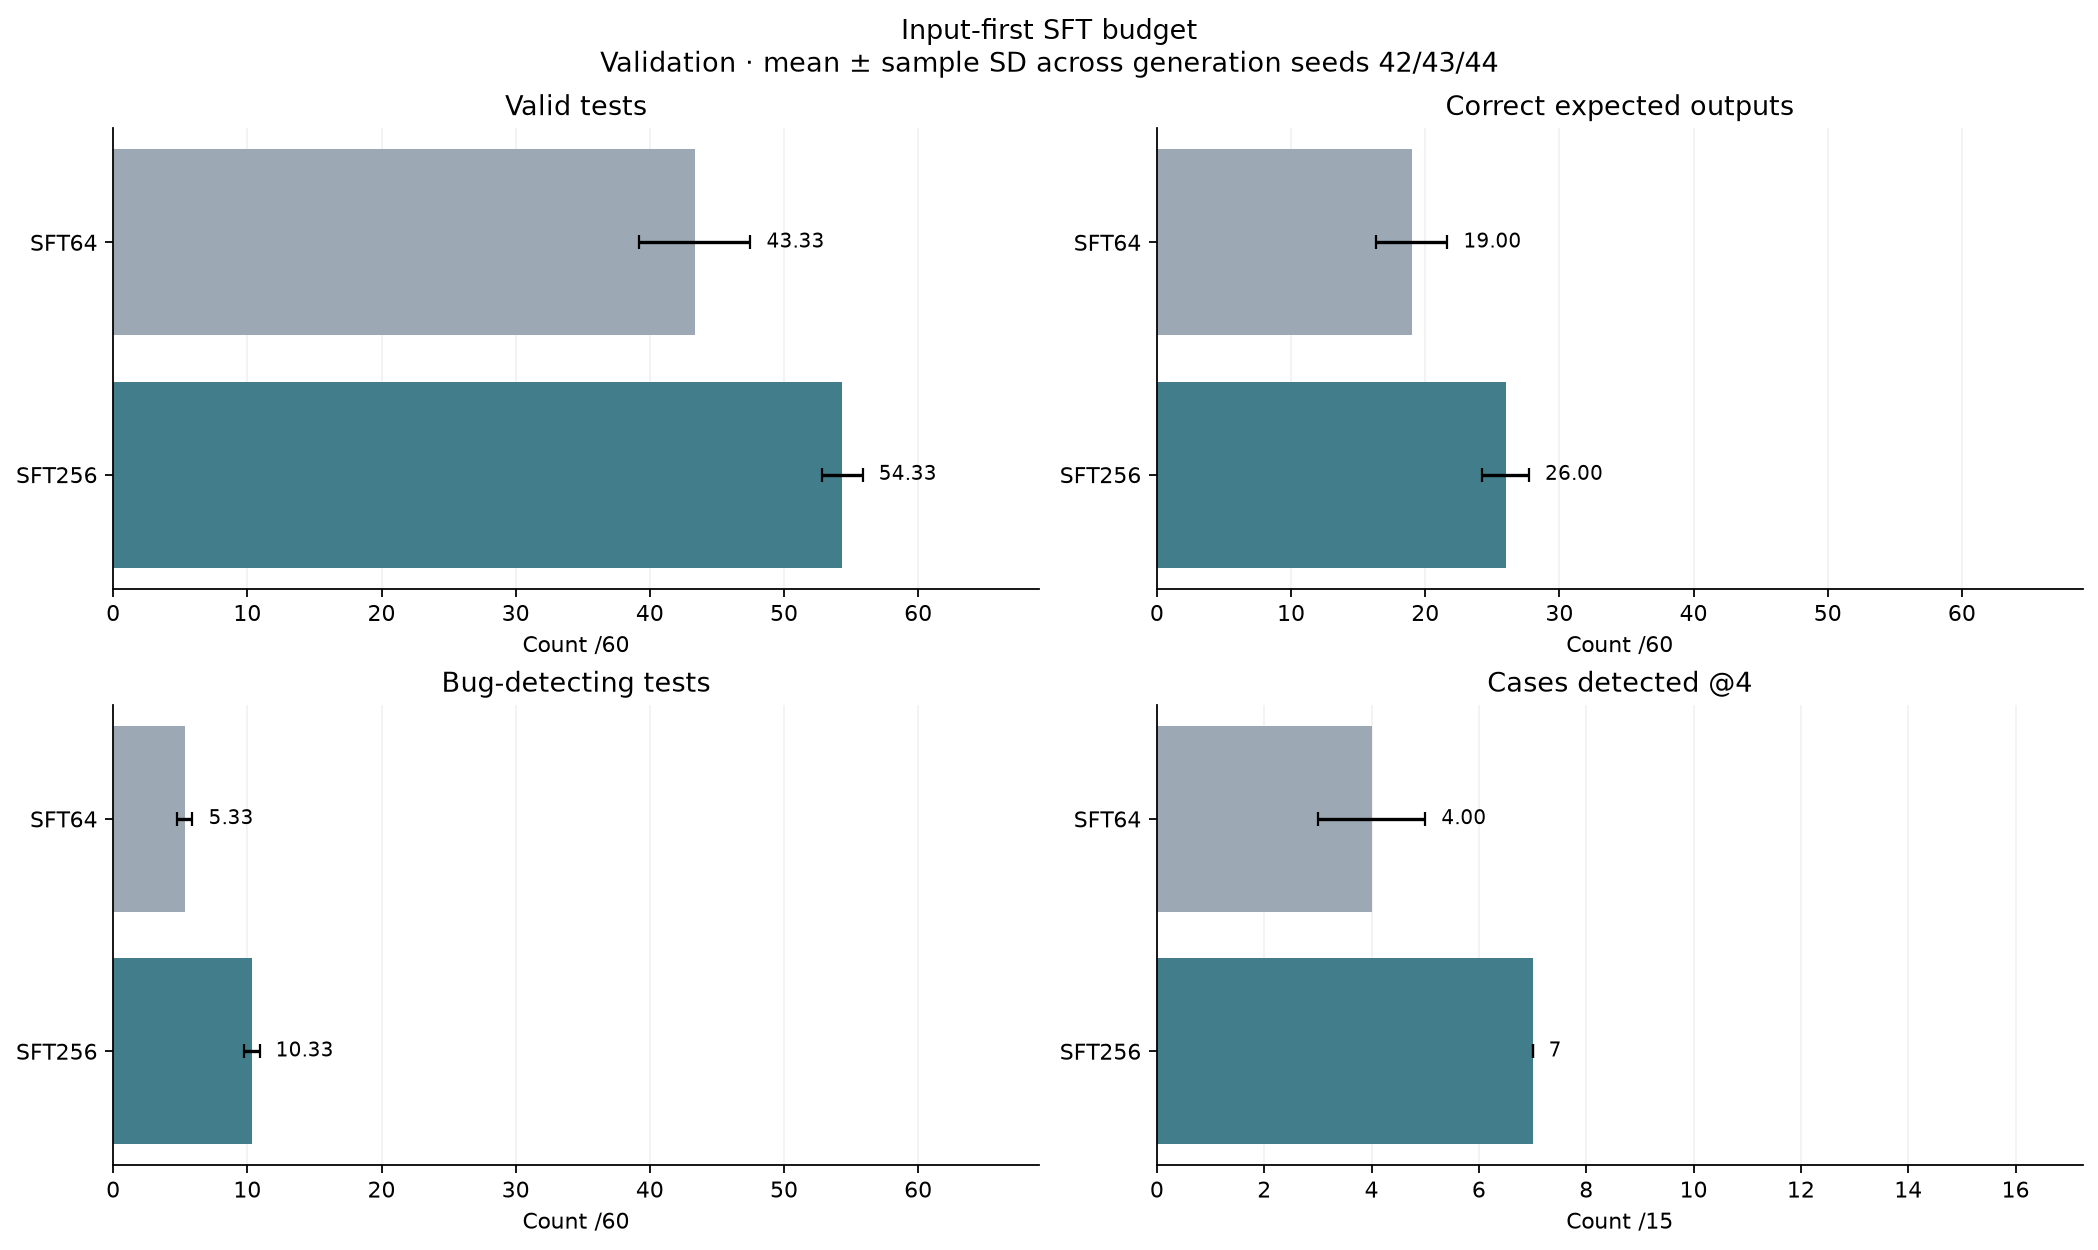 Input-first SFT budget
Validation · mean ± sample SD across generation seeds 42/43/44
Valid tests
SFT64
43.33
SFT256
54.33
0 10 20 30 40 50 60
Count /60
Correct expected outputs
SFT64
19.00
SFT256
26.00
0 10 20 30 40 50 60
Count /60
Bug-detecting tests
SFT64
5.33
SFT256
10.33
0 10 20 30 40 50 60
Count /60
Cases detected @4
SFT64
4.00
SFT256
7
0 2 4 6 8 10 12 14 16
Count /15